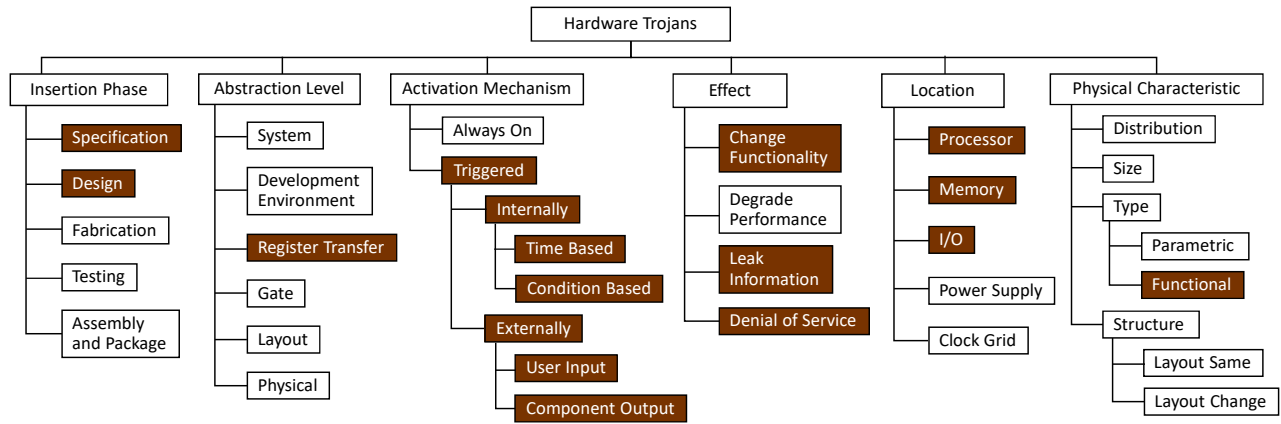 Hardware Trojans
Insertion Phase
Specification
Design
Fabrication
Testing
Assembly
and Package
Abstraction Level
System
Development
Environment
Register Transfer
Gate
Layout
Physical
Activation Mechanism
Always On
Triggered
Internally
Time Based
Condition Based
Externally
User Input
Component Output
Effect
Change
Functionality
Degrade
Performance
Leak
Information
Denial of Service
Location
Processor
Memory
I/O
Power Supply
Clock Grid
Physical Characteristic
Distribution
Size
Type
Parametric
Functional
Structure
Layout Same
Layout Change